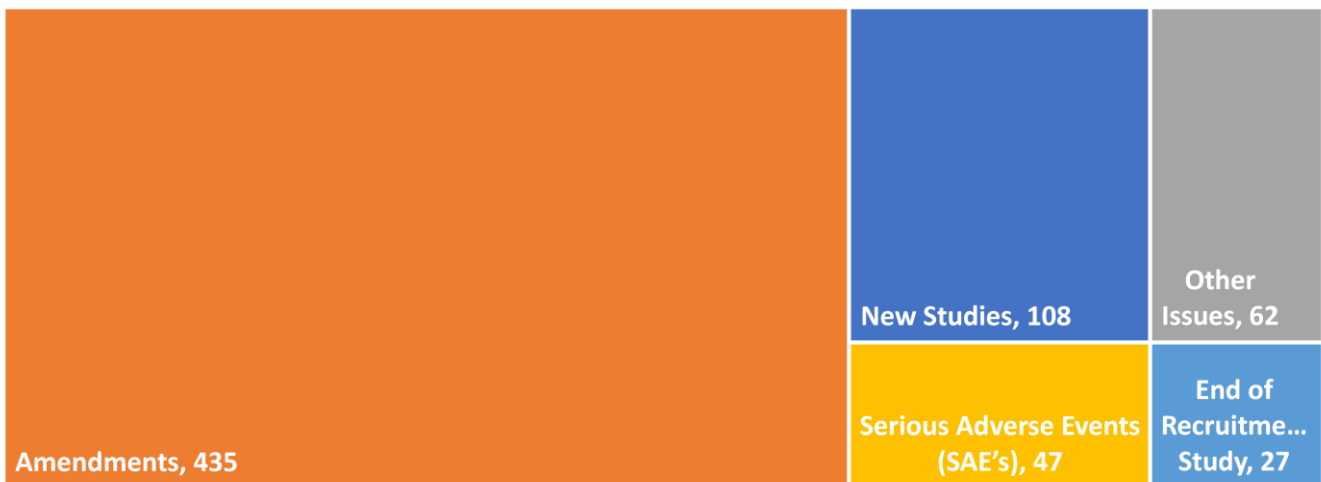 Amendments, 435
New Studies, 108
Other
Issues, 62
Serious Adverse Events
(SAE’s), 47
End of
Recruitme...
Study, 27